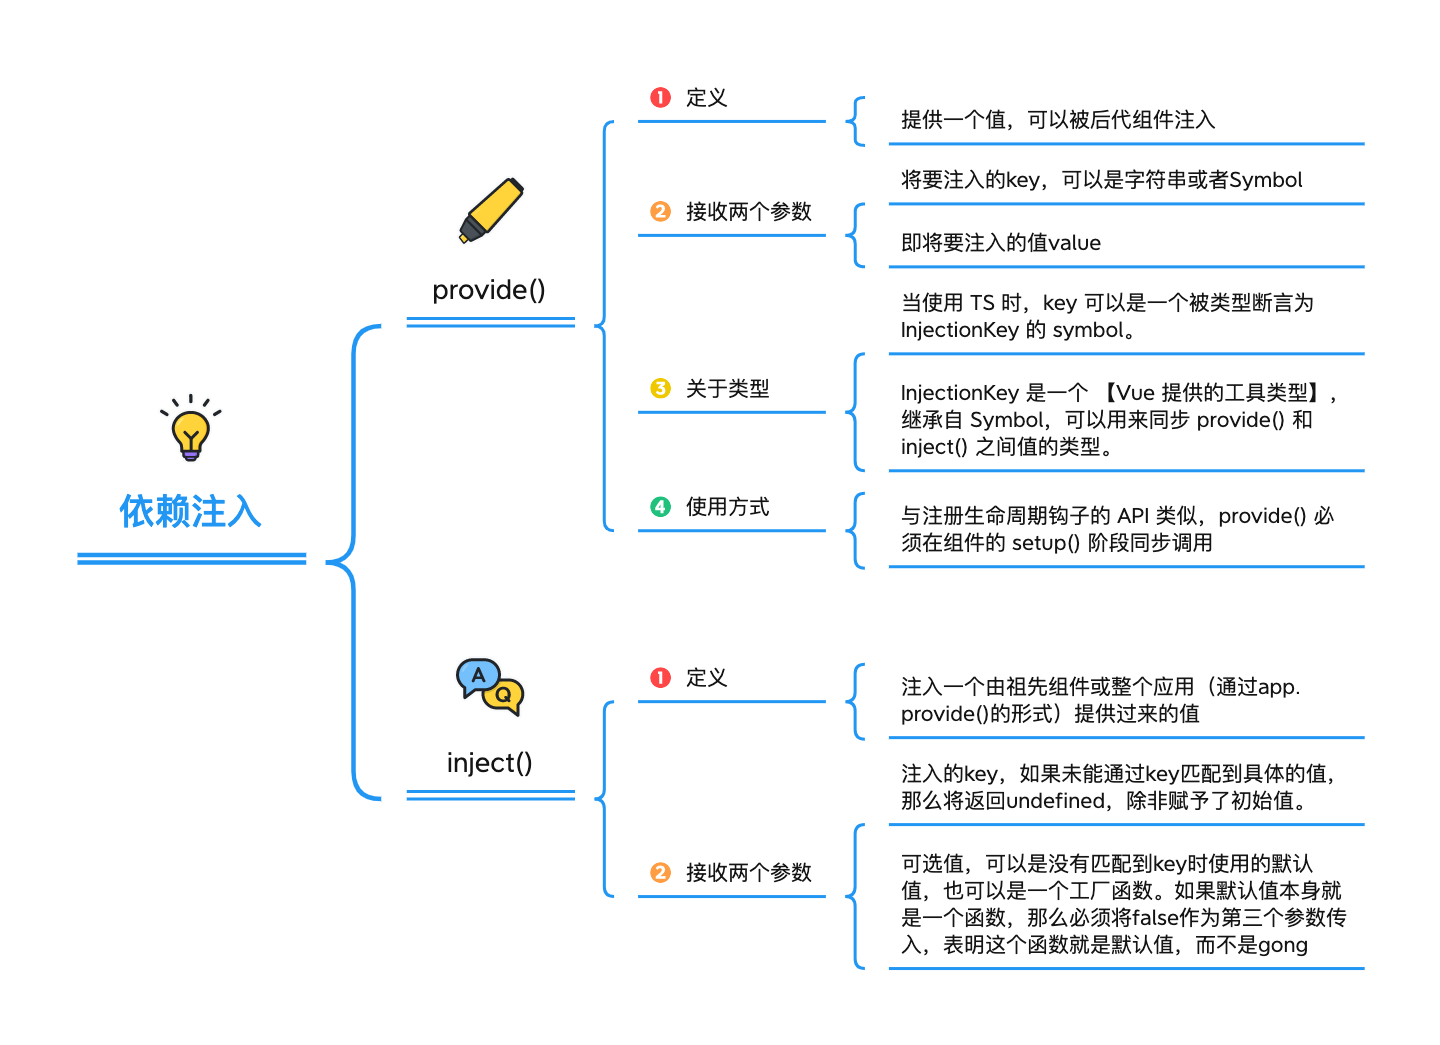 依赖注入
provide()
1 定义
提供一个值，可以被后代组件注入
2 接收两个参数
将要注入的key，可以是字符串或者Symbol
即将要注入的值value
3 关于类型
当使用 TS 时，key 可以是一个被类型断言为
InjectionKey 的 symbol。
InjectionKey 是一个 【Vue 提供的工具类型】，
继承自 Symbol，可以用来同步 provide() 和
inject() 之间值的类型。
4 使用方式
与注册生命周期钩子的 API 类似，provide() 必
须在组件的 setup() 阶段同步调用
A
Q
inject()
1 定义
注入一个由祖先组件或整个应用（通过app.
provide()的形式）提供过来的值
2 接收两个参数
注入的key，如果未能通过key匹配到具体的值，
那么将返回undefined，除非赋予了初始值。
可选值，可以是没有匹配到key时使用的默认
值，也可以是一个工厂函数。如果默认值本身就
是一个函数，那么必须将false作为第三个参数传
入，表明这个函数就是默认值，而不是gong